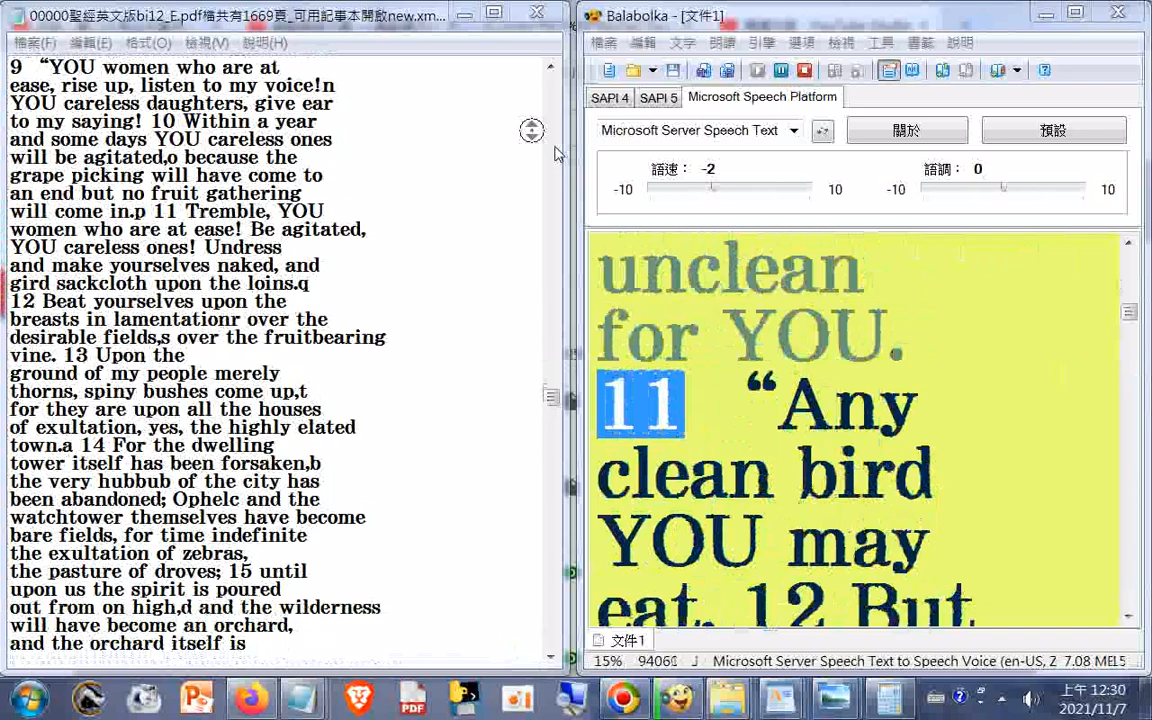 00000聖經英文版bi12_E.pdf檔共有1669頁_可用記事本開啟new.xm...
檔案(F) 編輯(E) 格式(O) 檢視(V) 說明(H)
9 “YOU women who are at
ease, rise up, listen to my voice!n
YOU careless daughters, give ear
to my saying! 10 Within a year
and some days YOU careless ones
will be agitated,o because the
grape picking will have come to
an end but no fruit gathering
will come in.p 11 Tremble, YOU
women who are at ease! Be agitated,
YOU careless ones! Undress
and make yourselves naked, and
gird sackcloth upon the loins.q
12 Beat yourselves upon the
breasts in lamentationr over the
desirable fields,s over the fruitbearing
vine. 13 Upon the
ground of my people merely
thorns, spiny bushes come up,t
for they are upon all the houses
of exultation, yes, the highly elated
town.a 14 For the dwelling
tower itself has been forsaken,b
the very hubbub of the city has
been abandoned; Ophelc and the
watchtower themselves have become
bare fields, for time indefinite
the exultation of zebras,
the pasture of droves; 15 until
upon us the spirit is poured
out from on high,d and the wilderness
will have become an orchard,
and the orchard itself is
Balabolka - [文件1]
檔案 編輯 文字 朗讀 引擎 選項 檢視 工具 書籤 說明
SAPI 4 SAPI 5 Microsoft Speech Platform
Microsoft Server Speech Text 關於 預設
語速： -2 語調： 0
-10 10 -10 10
unclean
for YOU.
11 “Any
clean bird
YOU may
eat. 12 But
文件1
15% 94061 Microsoft Server Speech Text to Speech Voice (en-US, Z 7.08 ME15
PDF
上午 12:30
2021/11/7